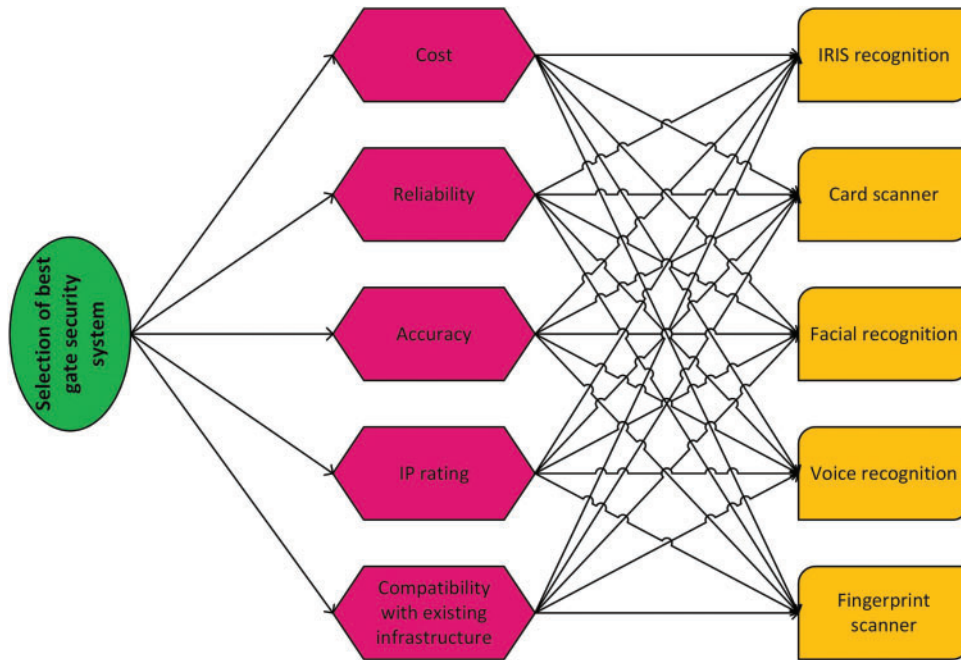 Selection of best
gate security
system
Cost
Reliability
Accuracy
IP rating
Compatibility
with existing
infrastructure
IRIS recognition
Card scanner
Facial recognition
Voice recognition
Fingerprint
scanner